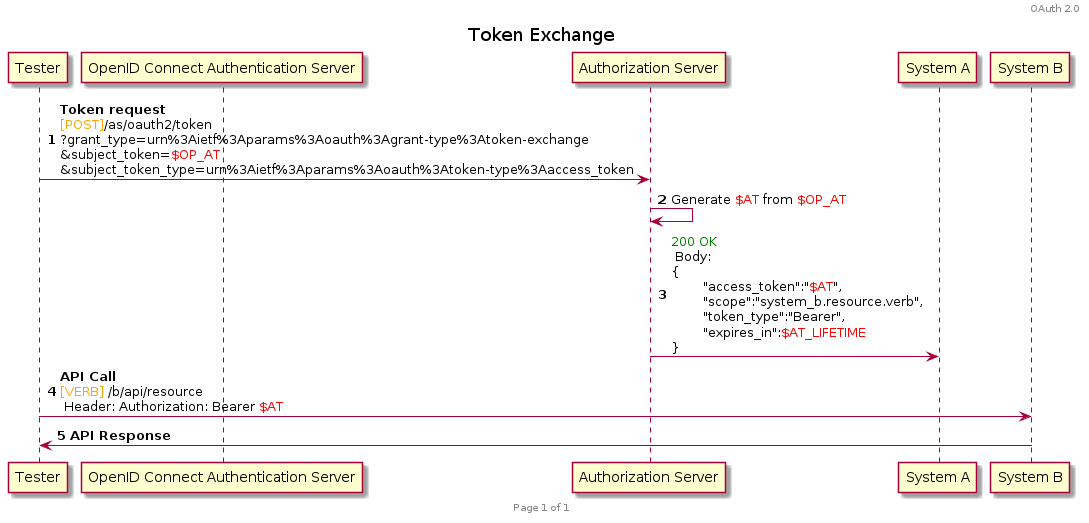 OAuth 2.0
Token Exchange
Tester
OpenID Connect Authentication Server
Authorization Server
System A
System B
Token request
[POST]/as/oauth2/token
1 ?grant_type=urn%3Aietf%3Aparams%3Aoauth%3Agrant-type%3Atoken-exchange
&subject_token=$OP_AT
&subject_token_type=urn%3Aietf%3Aparams%3Aoauth%3Atoken-type%3Aaccess_token
2 Generate $AT from $OP_AT
200 OK
Body:
{
"access_token":"$AT",
3 "scope":"system_b.resource.verb",
"token_type":"Bearer",
"expires_in":$AT_LIFETIME
}
API Call
4 [VERB] /b/api/resource
Header: Authorization: Bearer $AT
5 API Response
Tester
OpenID Connect Authentication Server
Authorization Server
System A
System B
Page 1 of 1